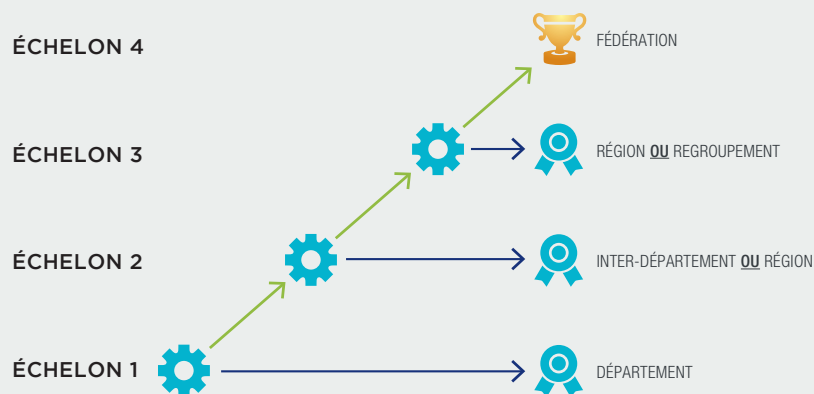 ÉCHELON 4
FÉDÉRATION
ÉCHELON 3
RÉGION OU REGROUPEMENT
ÉCHELON 2
INTER-DÉPARTEMENT OU RÉGION
ÉCHELON 1
DÉPARTEMENT